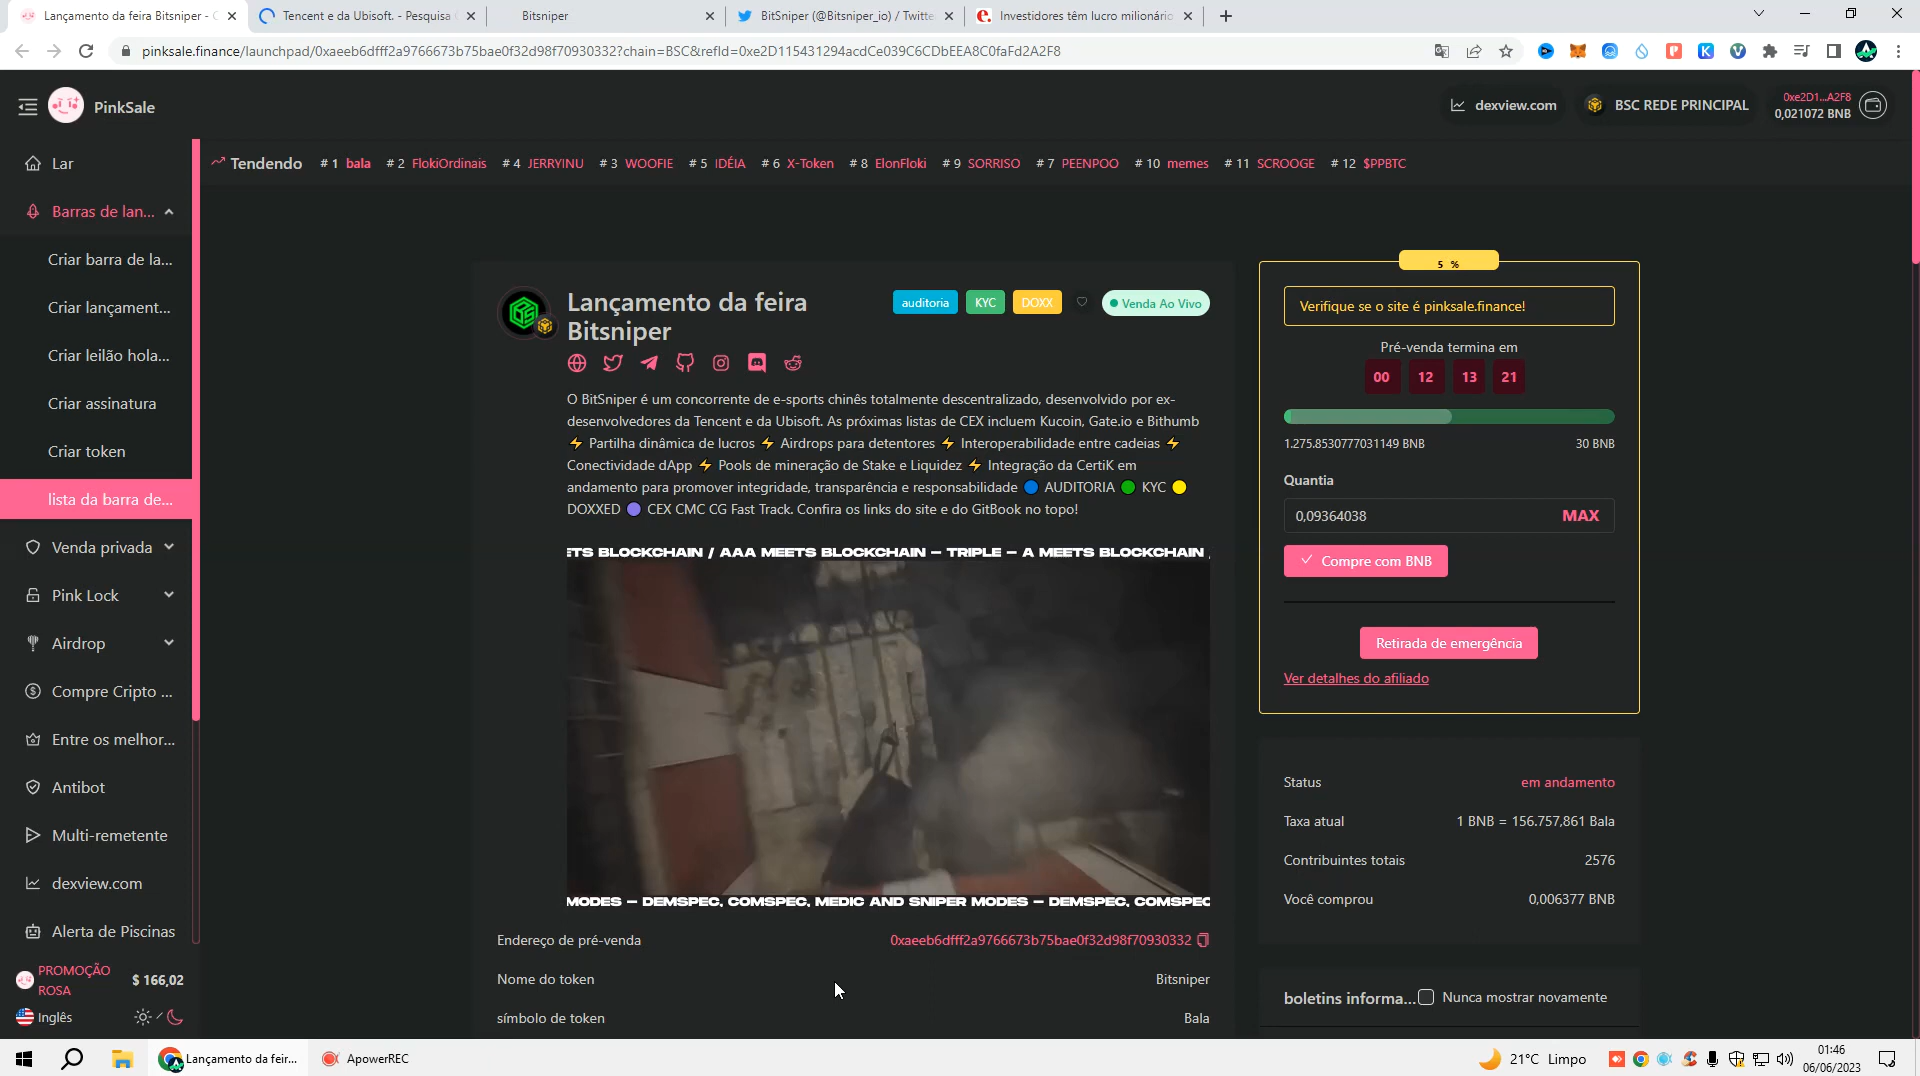 Lançamento da feira Bitsniper - C
Tencent e da Ubisoft. - Pesquisa
Bitsniper
BitSniper (@Bitsniper_io) / Twitte
Investidores têm lucro milionário
pinksale.finance/launchpad/0xaeeb6dfff2a9766673b75bae0f32d98f70930332?chain=BSC&refId=0xe2D115431294acdCe039C6CDbEEA8C0faFd2A2F8
PinkSale
dexview.com
BSC REDE PRINCIPAL
0xe2D1...A2F8
0,021072 BNB
Tendendo
# 1 bala
# 2 FlokiOrdinais
# 4 JERRYINU
# 3 WOOFIE
# 5 IDÉIA
# 6 X-Token
# 8 ElonFloki
# 9 SORRISO
# 7 PEENPOO
# 10 memes
# 11 SCROOGE
# 12 $PPBTC
Lar
Barras de lan...
Criar barra de la...
Criar lançament...
Criar leilão hola...
Criar assinatura
Criar token
lista da barra de...
Venda privada
Pink Lock
Airdrop
Compre Cripto ...
Entre os melhor...
Antibot
Multi-remetente
dexview.com
Alerta de Piscinas
PROMOÇÃO
ROSA
$ 166,02
Inglês
Lançamento da feira
Bitsniper
auditoria
KYC
DOXX
Venda Ao Vivo
O BitSniper é um concorrente de e-sports chinês totalmente descentralizado, desenvolvido por ex-
desenvolvedores da Tencent e da Ubisoft. As próximas listas de CEX incluem Kucoin, Gate.io e Bithumb
⚡ Partilha dinâmica de lucros ⚡ Airdrops para detentores ⚡ Interoperabilidade entre cadeias ⚡
Conectividade dApp ⚡ Pools de mineração de Stake e Liquidez ⚡ Integração da CertiK em
andamento para promover integridade, transparência e responsabilidade 🔵 AUDITORIA 🟢 KYC 🟡
DOXXED 🟣 CEX CMC CG Fast Track. Confira os links do site e do GitBook no topo!
ETS BLOCKCHAIN / AAA MEETS BLOCKCHAIN – TRIPLE – A MEETS BLOCKCHAIN
MODES – DEMSPEC, COMSPEC, MEDIC AND SNIPER MODES – DEMSPEC, COMSPEC
Endereço de pré-venda
0xaeeb6dfff2a9766673b75bae0f32d98f70930332
Nome do token
Bitsniper
símbolo de token
Bala
5 %
Verifique se o site é pinksale.finance!
Pré-venda termina em
00 12 13 21
1.275.8530777031149 BNB
30 BNB
Quantia
0,09364038
MAX
Compre com BNB
Retirada de emergência
Ver detalhes do afiliado
Status
em andamento
Taxa atual
1 BNB = 156.757,861 Bala
Contribuintes totais
2576
Você comprou
0,006377 BNB
boletins informa...
Nunca mostrar novamente
Lançamento da feir...
ApowerREC
21°C Limpo
01:46
06/06/2023